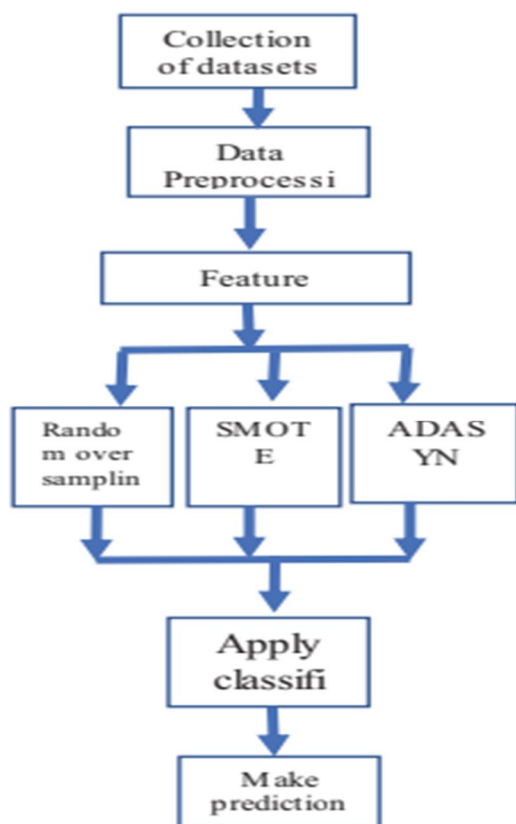 Collection
of datasets
Data
Preprocessi
Feature
Rando
m over
samplin
SMOT
E
ADAS
YN
Apply
classifi
Make
prediction